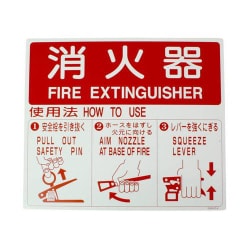 消火器
FIRE EXTINGUISHER
使用法 HOW TO USE
1 安全栓を引き抜く
PULL OUT
SAFETY PIN
2 ホースをはずし
火元に向ける
AIM NOZZLE
AT BASE OF FIRE
3 レバーを強くにぎる
SQUEEZE
LEVER